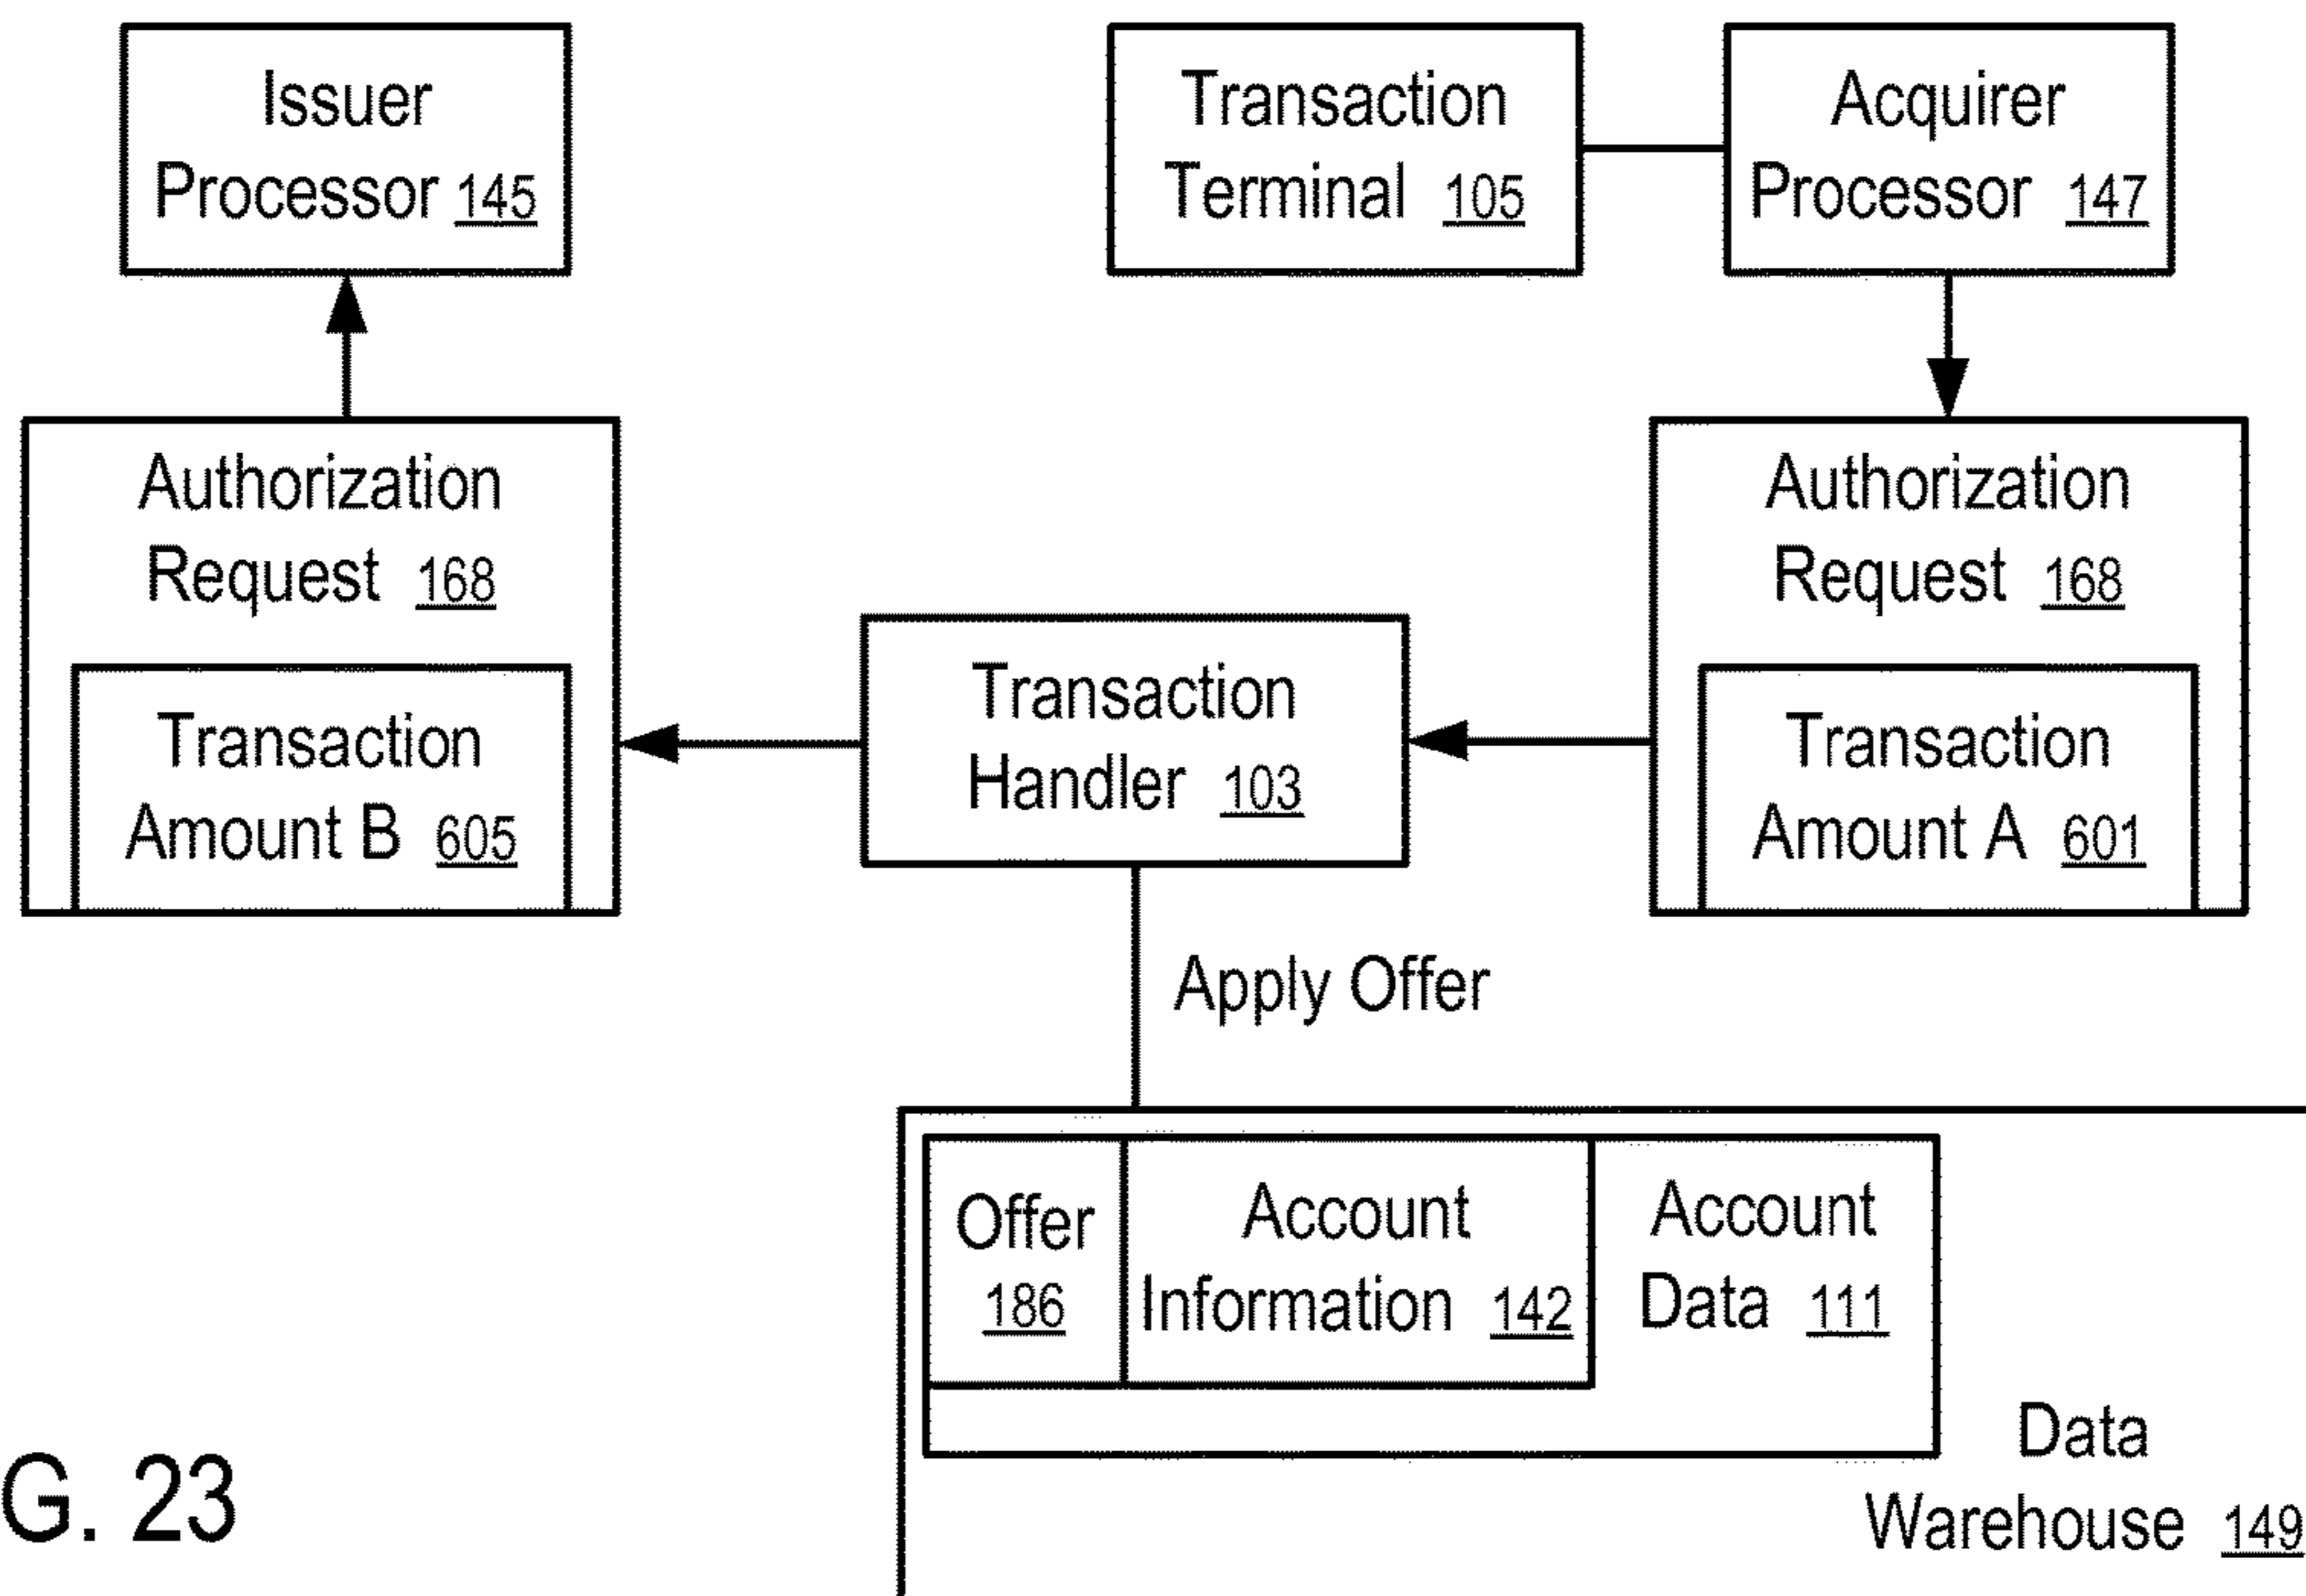 Issuer
Processor 145
Transaction
Terminal 105
Acquirer
Processor 147
Authorization
Request 168
Transaction
Amount B 605
Transaction
Handler 103
Authorization
Request 168
Transaction
Amount A 601
Apply Offer
Offer
186
Account
Information 142
Account
Data 111
Data
Warehouse 149
G. 23